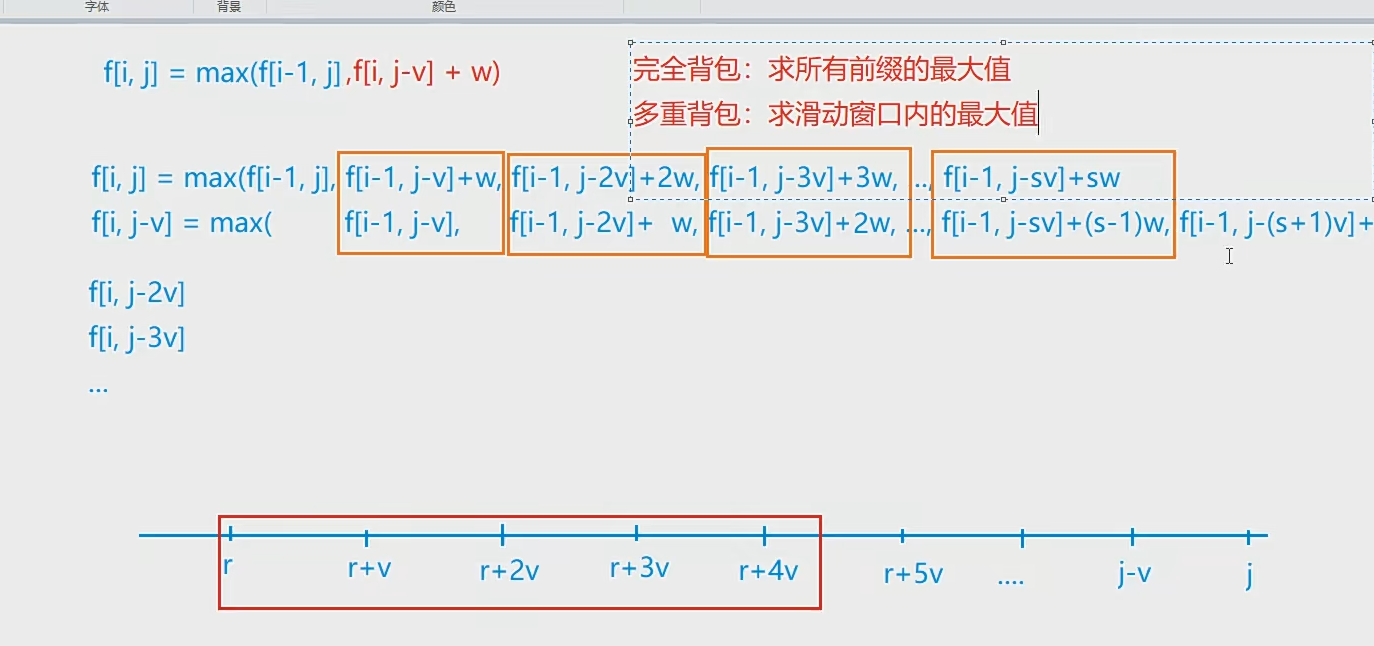 字体 背景 颜色
f[i, j] = max(f[i-1, j],f[i, j-v] + w)
完全背包：求所有前缀的最大值
多重背包：求滑动窗口内的最大值
f[i, j] = max(f[i-1, j], f[i-1, j-v]+w, f[i-1, j-2v]+2w, f[i-1, j-3v]+3w, ..., f[i-1, j-sv]+sw
f[i, j-v] = max( f[i-1, j-v], f[i-1, j-2v]+ w, f[i-1, j-3v]+2w, ..., f[i-1, j-sv]+(s-1)w, f[i-1, j-(s+1)v]+
f[i, j-2v]
f[i, j-3v]
...
r r+v r+2v r+3v r+4v r+5v .... j-v j